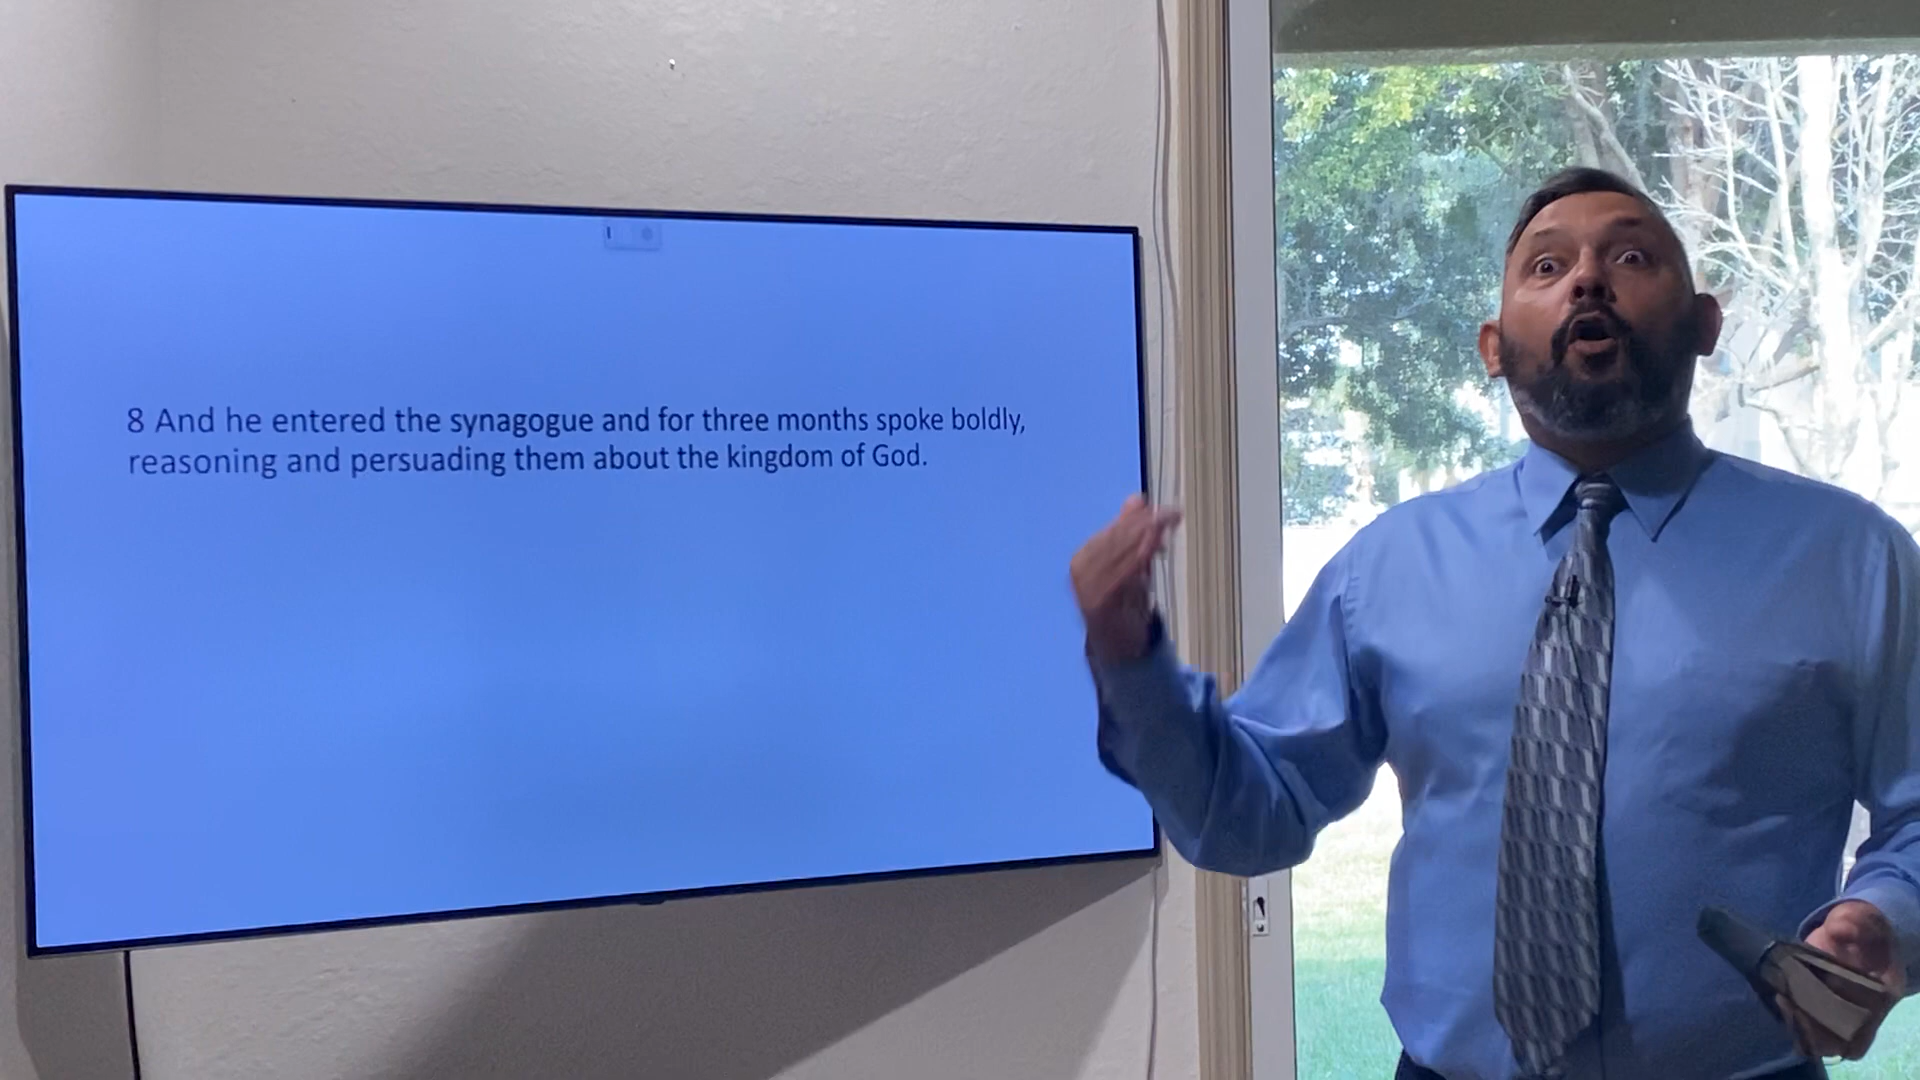 8 And he entered the synagogue and for three months spoke boldly,
reasoning and persuading them about the kingdom of God.